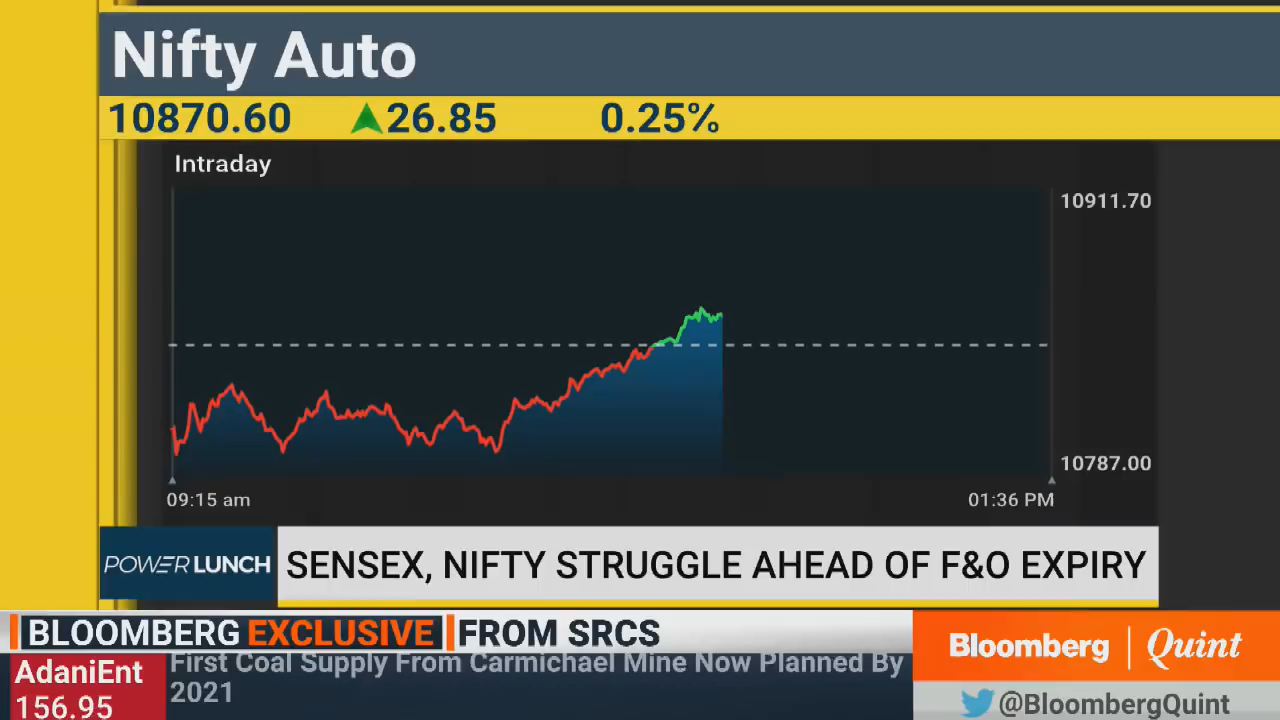 Nifty Auto
10870.60 ▲26.85 0.25%
Intraday
10911.70
10787.00
09:15 am 01:36 PM
POWER LUNCH SENSEX, NIFTY STRUGGLE AHEAD OF F&O EXPIRY
BLOOMBERG EXCLUSIVE FROM SRCS
AdaniEnt
156.95
First Coal Supply From Carmichael Mine Now Planned By
2021
Bloomberg | Quint
@BloombergQuint